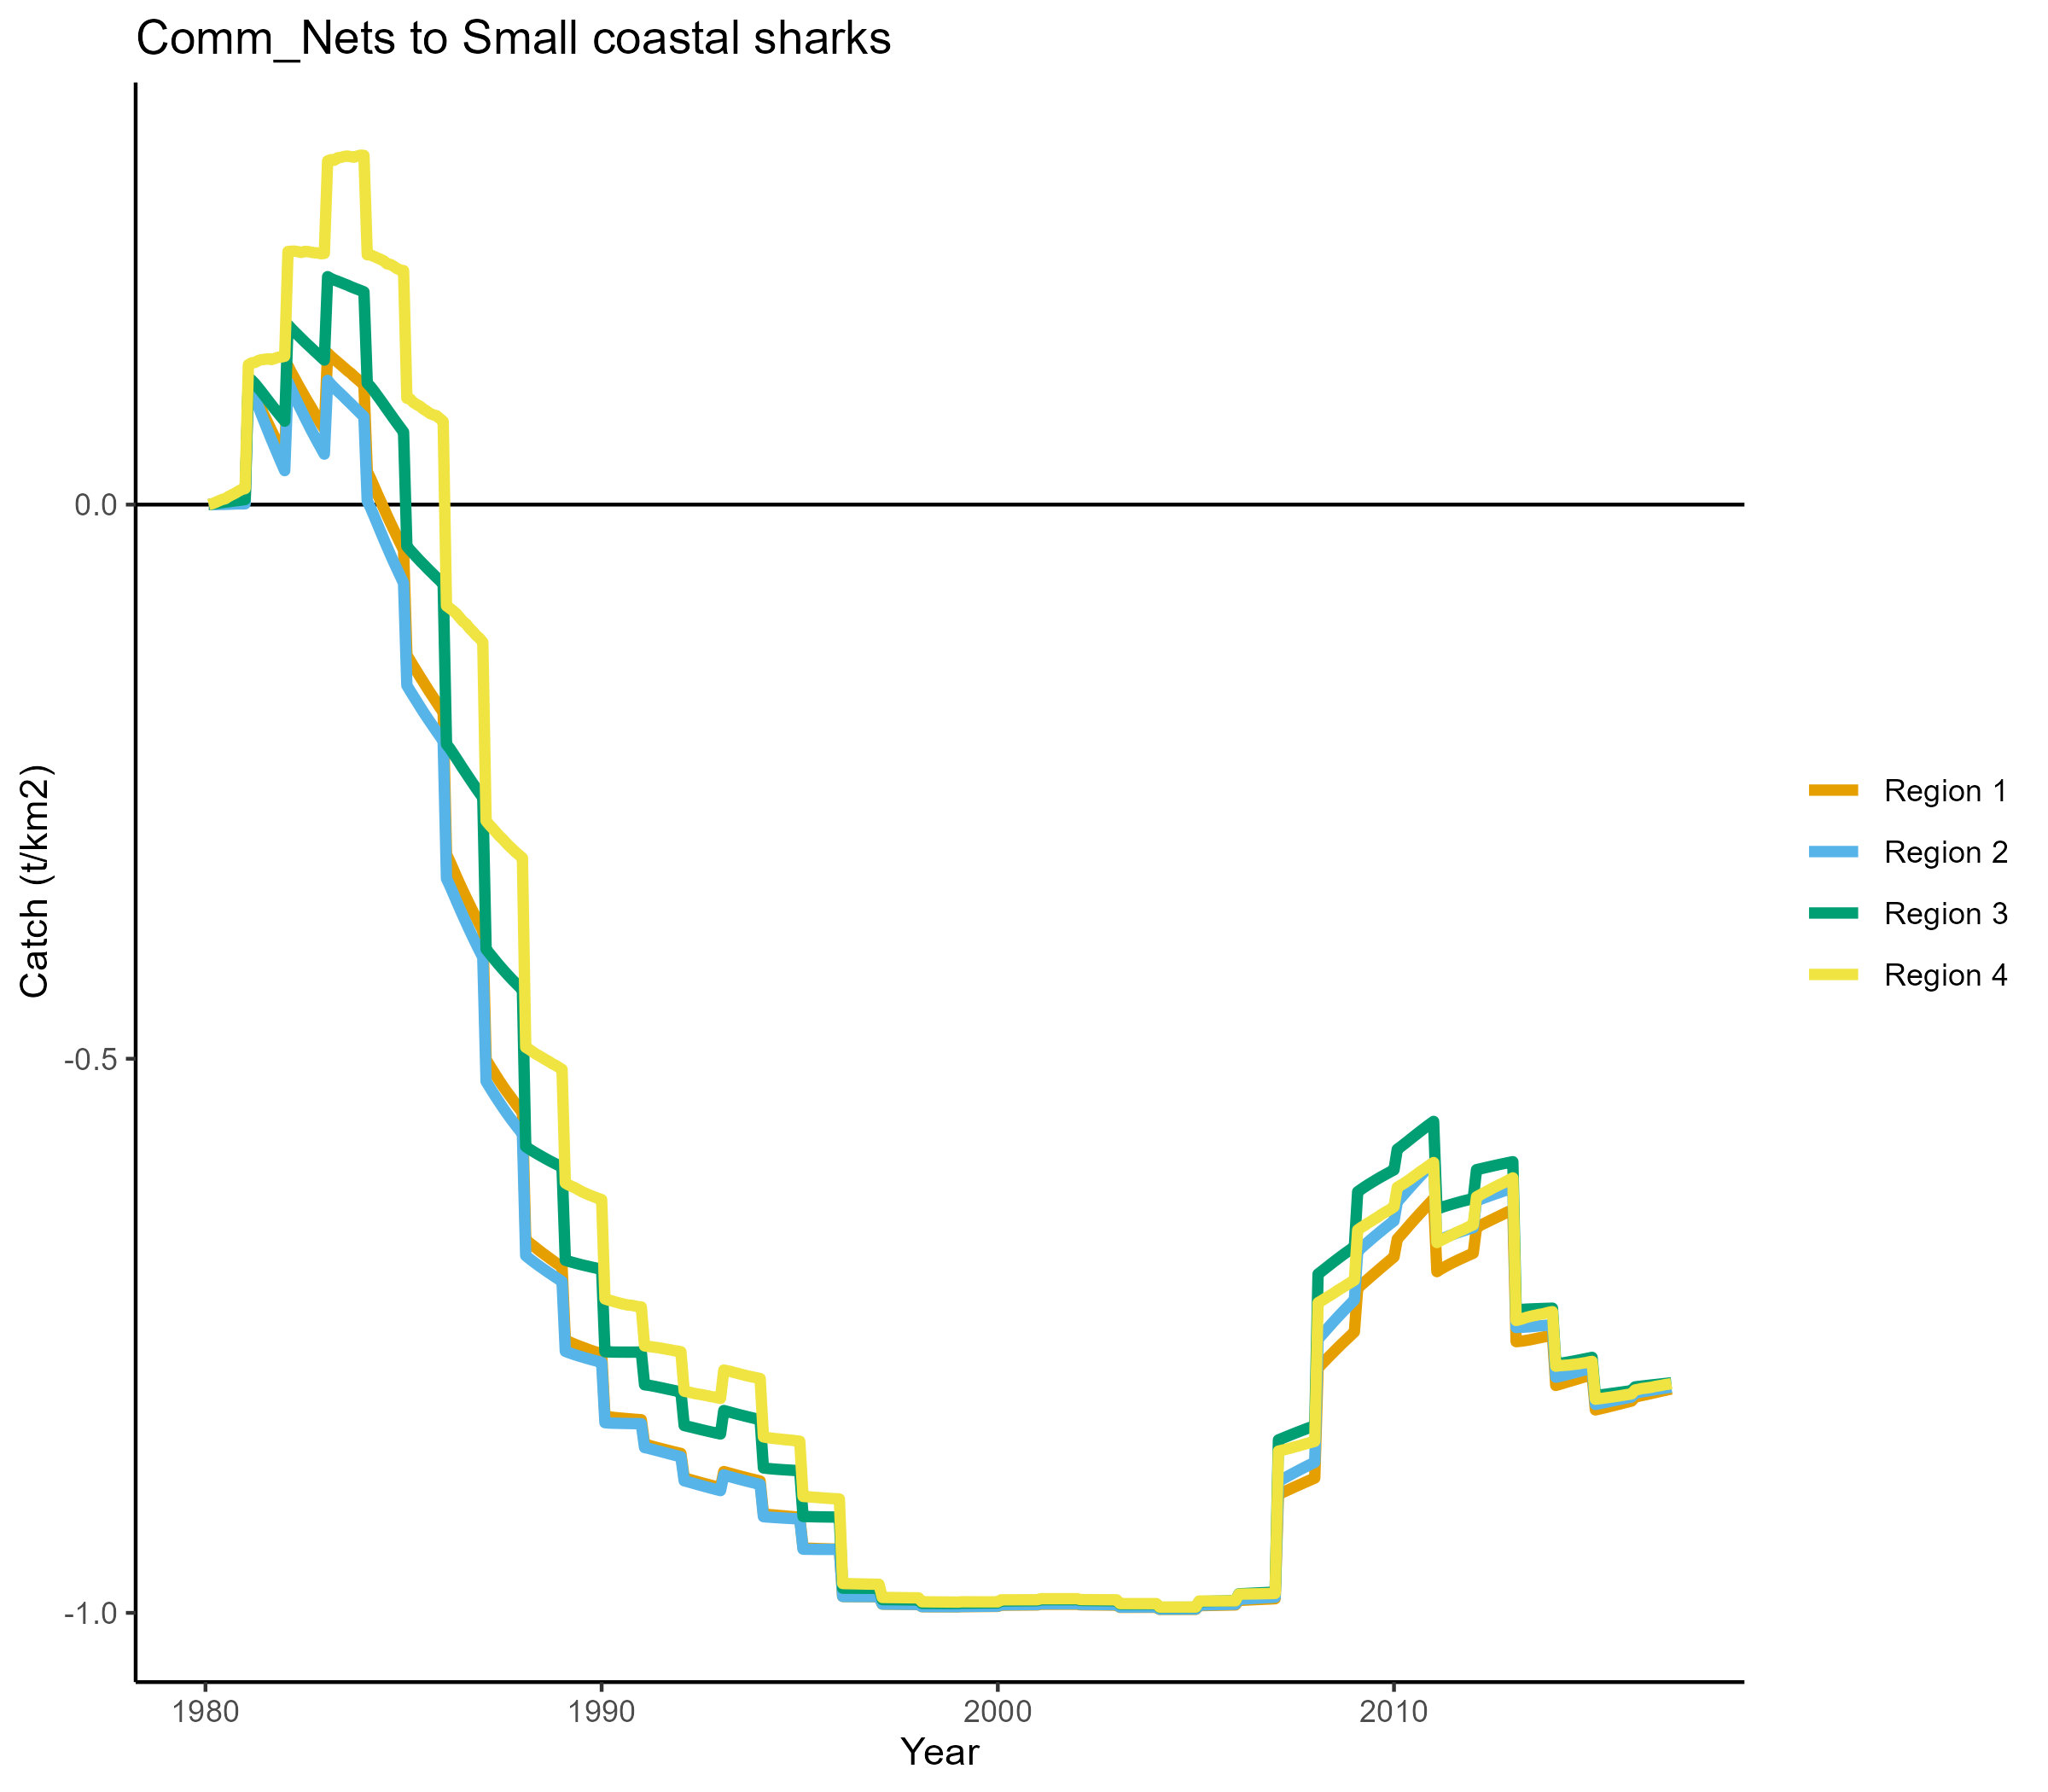 Comm_Nets to Small coastal sharks
Catch (t/km2)
0.0
-0.5
-1.0
1980
1990
2000
2010
Year
Region 1
Region 2
Region 3
Region 4